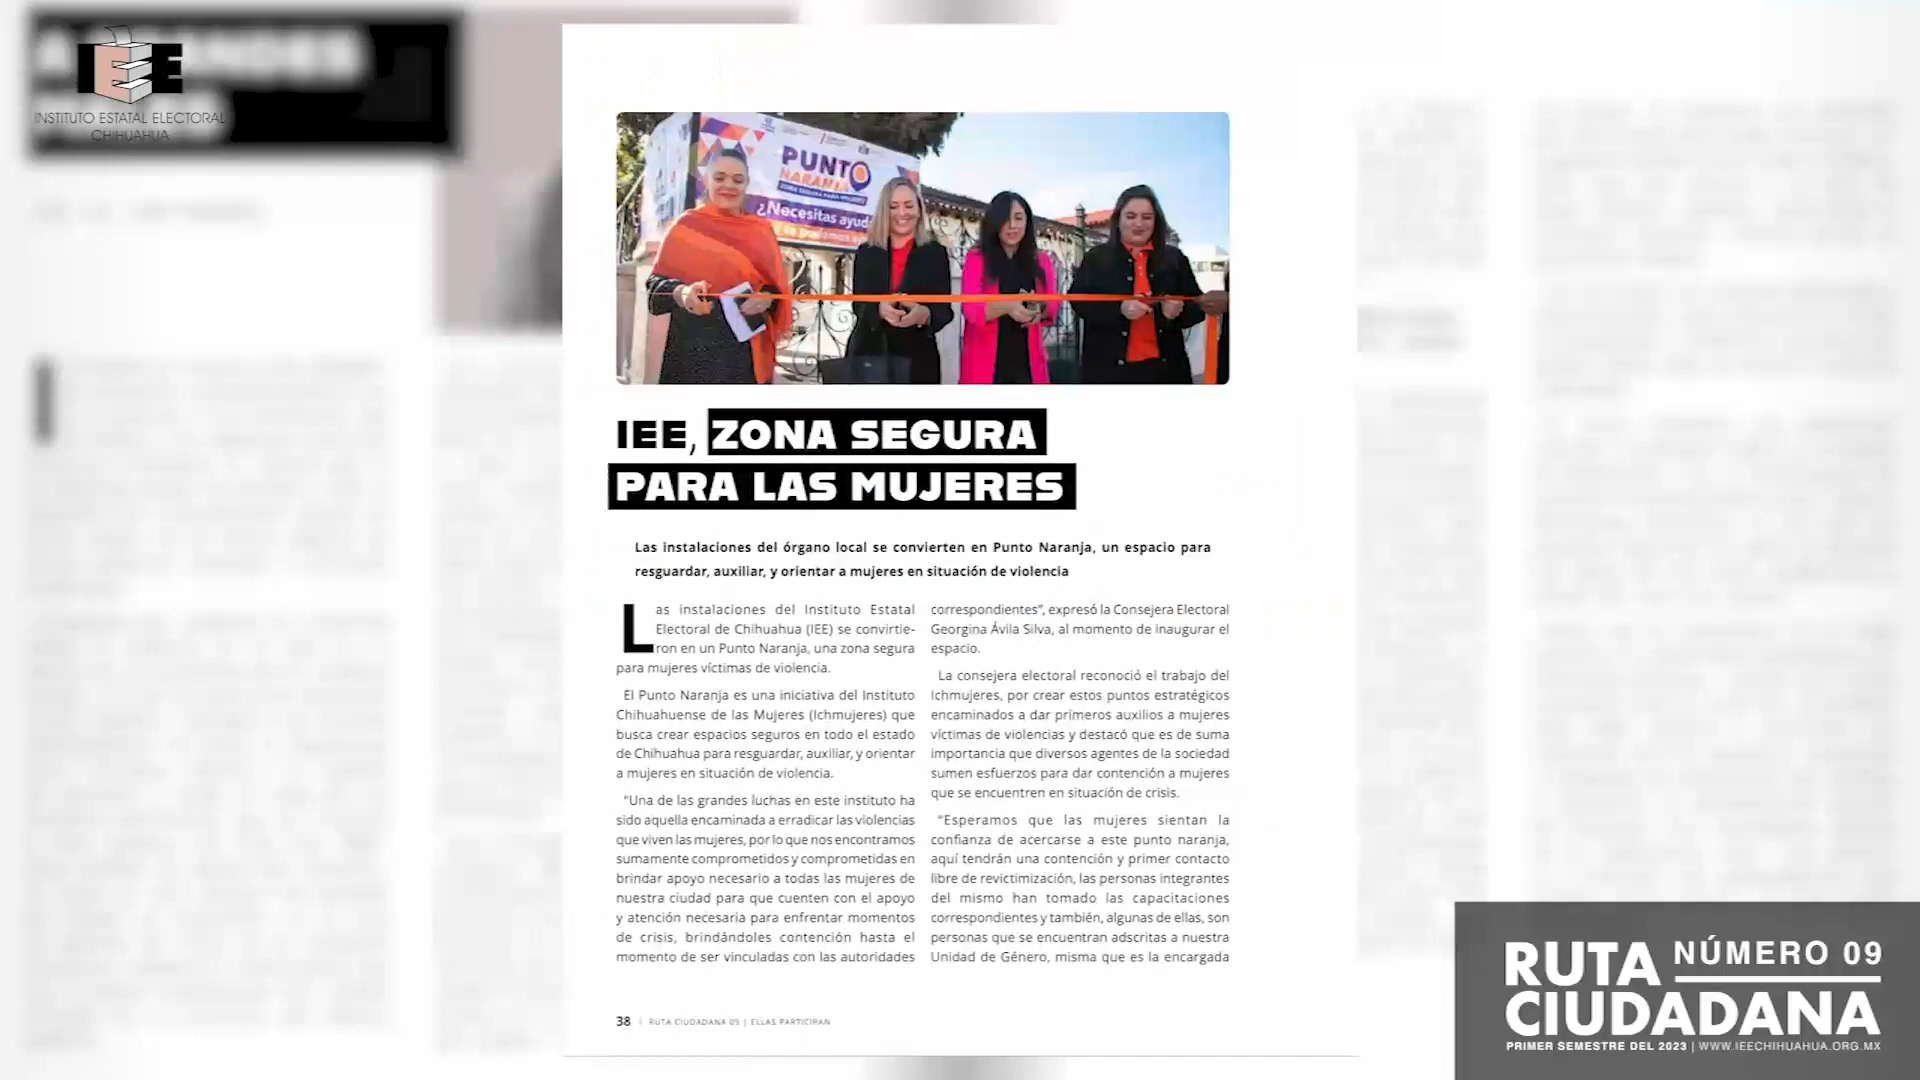 IEE
INSTITUTO ESTATAL ELECTORAL
CHIHUAHUA
PUNTO
NARANJA
ZONA SEGURA PARA MUJERES
¿Necesitas ayud
IEE, ZONA SEGURA
PARA LAS MUJERES
Las instalaciones del órgano local se convierten en Punto Naranja, un espacio para
resguardar, auxiliar, y orientar a mujeres en situación de violencia
Las instalaciones del Instituto Estatal
Electoral de Chihuahua (IEE) se convirtie-
ron en un Punto Naranja, una zona segura
para mujeres víctimas de violencia.
El Punto Naranja es una iniciativa del Instituto
Chihuahuense de las Mujeres (Ichmujeres) que
busca crear espacios seguros en todo el estado
de Chihuahua para resguardar, auxiliar, y orientar
a mujeres en situación de violencia.
“Una de las grandes luchas en este instituto ha
sido aquella encaminada a erradicar las violencias
que viven las mujeres, por lo que nos encontramos
sumamente comprometidos y comprometidas en
brindar apoyo necesario a todas las mujeres de
nuestra ciudad para que cuenten con el apoyo
y atención necesaria para enfrentar momentos
de crisis, brindándoles contención hasta el
momento de ser vinculadas con las autoridades
correspondientes”, expresó la Consejera Electoral
Georgina Ávila Silva, al momento de inaugurar el
espacio.
La consejera electoral reconoció el trabajo del
Ichmujeres, por crear estos puntos estratégicos
encaminados a dar primeros auxilios a mujeres
víctimas de violencias y destacó que es de suma
importancia que diversos agentes de la sociedad
sumen esfuerzos para dar contención a mujeres
que se encuentren en situación de crisis.
“Esperamos que las mujeres sientan la
confianza de acercarse a este punto naranja,
aquí tendrán una contención y primer contacto
libre de revictimización, las personas integrantes
del mismo han tomado las capacitaciones
correspondientes y también, algunas de ellas, son
personas que se encuentran adscritas a nuestra
Unidad de Género, misma que es la encargada
38 | RUTA CIUDADANA 09 | ELLAS PARTICIPAN
RUTA NÚMERO 09
CIUDADANA
PRIMER SEMESTRE DEL 2023 | WWW.IEECHIHUAHUA.ORG.MX